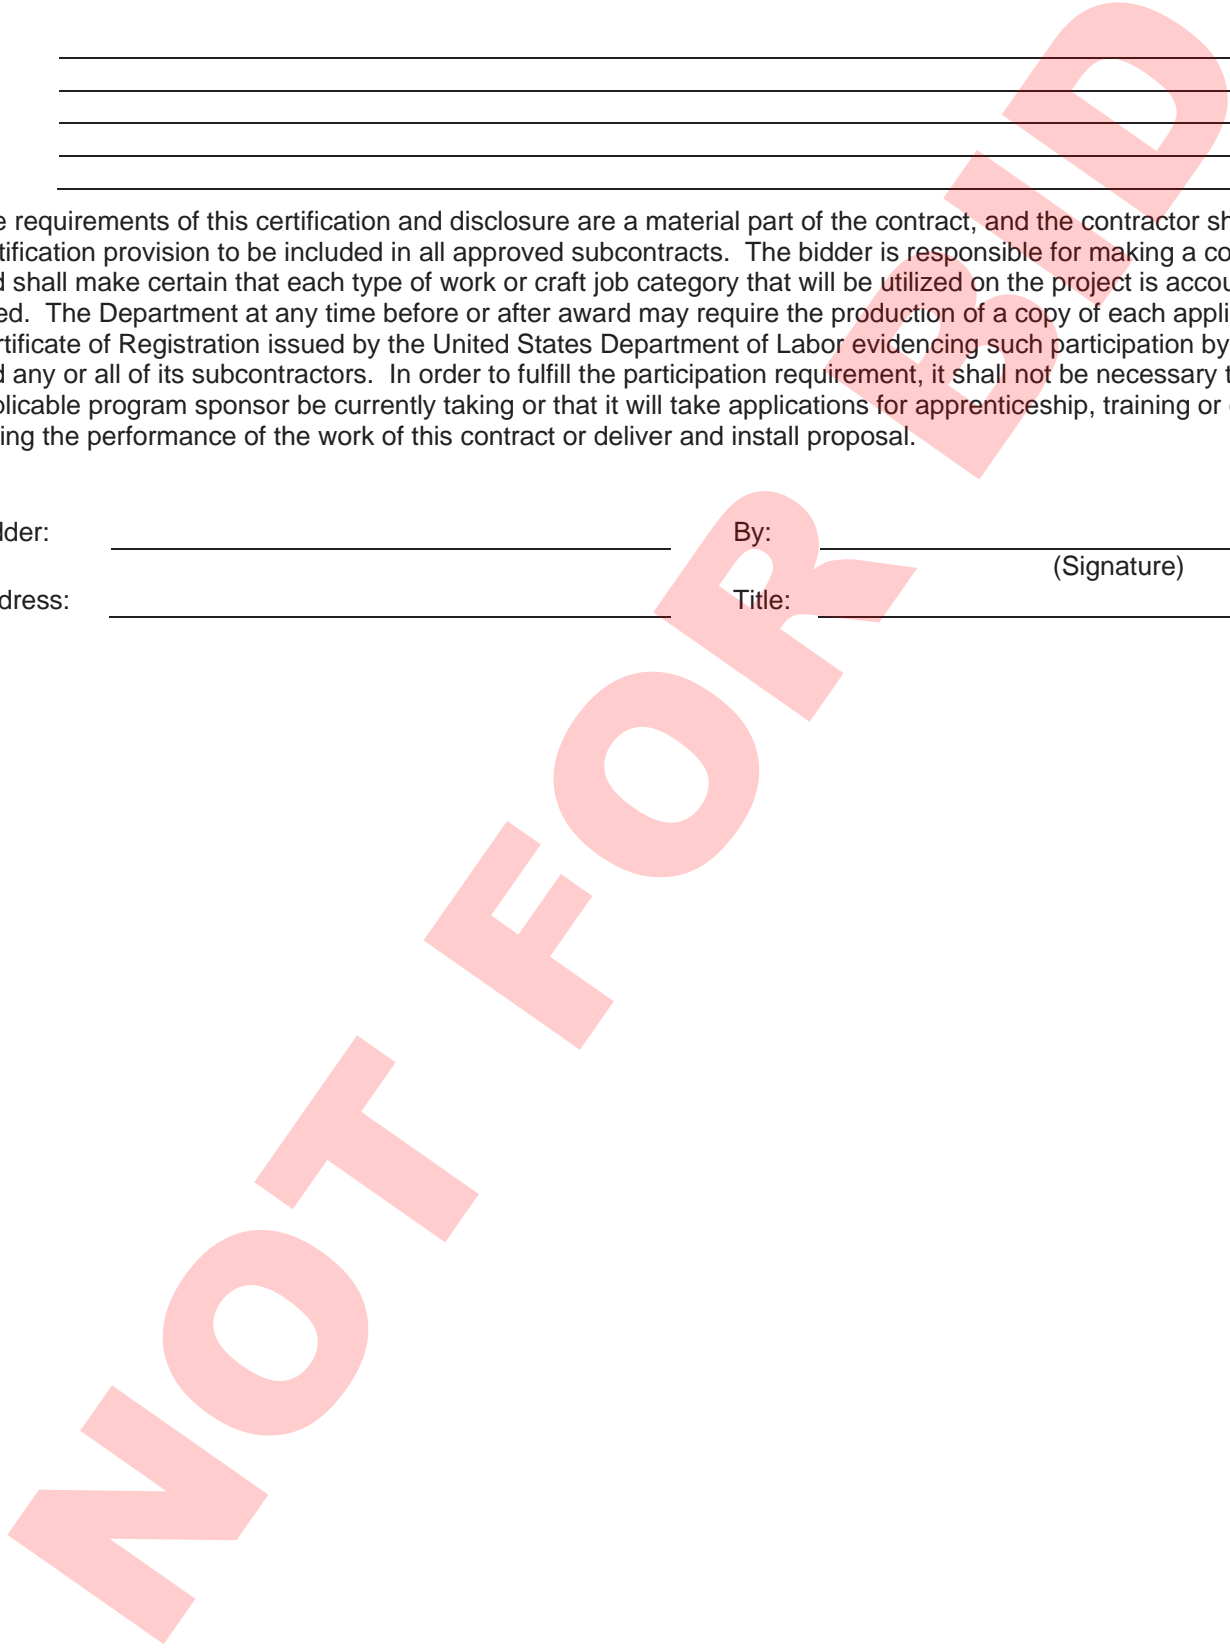 e requirements of this certification and disclosure are a material part of the contract, and the contractor sh
tification provision to be included in all approved subcontracts.  The bidder is responsible for making a co
d shall make certain that each type of work or craft job category that will be utilized on the project is accou
ed.  The Department at any time before or after award may require the production of a copy of each appli
rtificate of Registration issued by the United States Department of Labor evidencing such participation by
d any or all of its subcontractors.  In order to fulfill the participation requirement, it shall not be necessary t
plicable program sponsor be currently taking or that it will take applications for apprenticeship, training or
ing the performance of the work of this contract or deliver and install proposal.
dder: By:
(Signature)
dress: Title:
NOT FOR BID